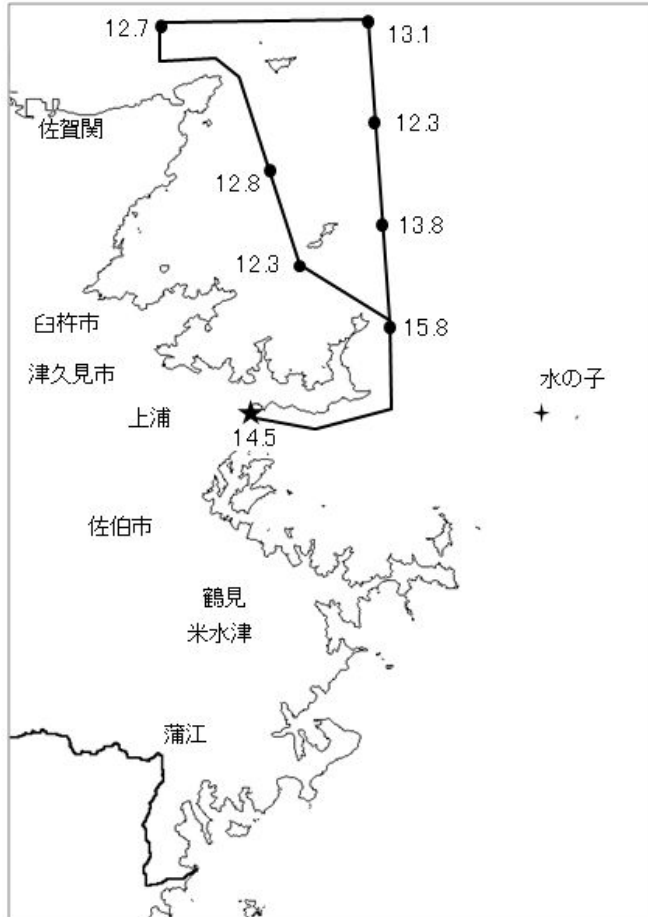 12.7
13.1
佐賀関
12.3
12.8
13.8
12.3
臼杵市
15.8
津久見市
水の子
上浦
14.5
佐伯市
鶴見
米水津
蒲江